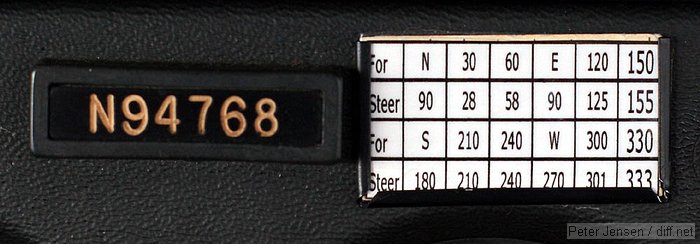 N94768
For N 30 60 E 120 150
Steer 90 28 58 90 125 155
For S 210 240 W 300 330
Steer 180 210 240 270 301 333
Peter Jensen / diff.net